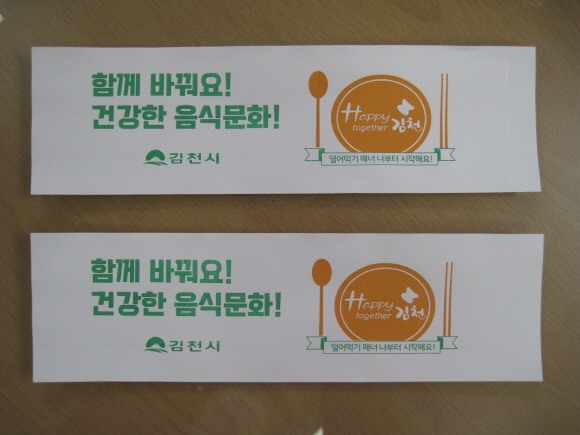 함께 바꿔요!
건강한 음식문화!
김천시
Happy
together 김천
덜어먹기 매너 나부터 시작해요!
함께 바꿔요!
건강한 음식문화!
김천시
Happy
together 김천
덜어먹기 매너 나부터 시작해요!